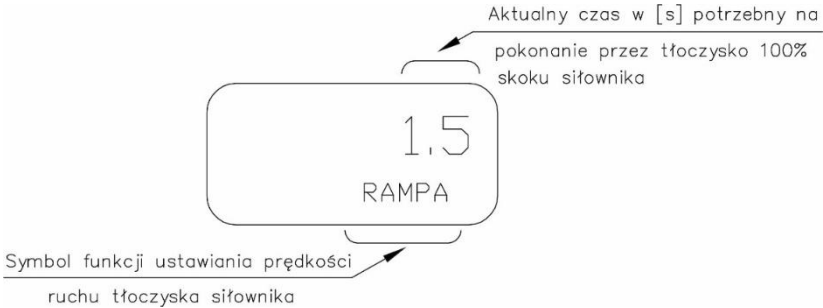 Aktualny czas w [s] potrzebny na
pokonanie przez tłoczysko 100%
skoku siłownika
1.5
RAMPA
Symbol funkcji ustawiania prędkości
ruchu tłoczyska siłownika